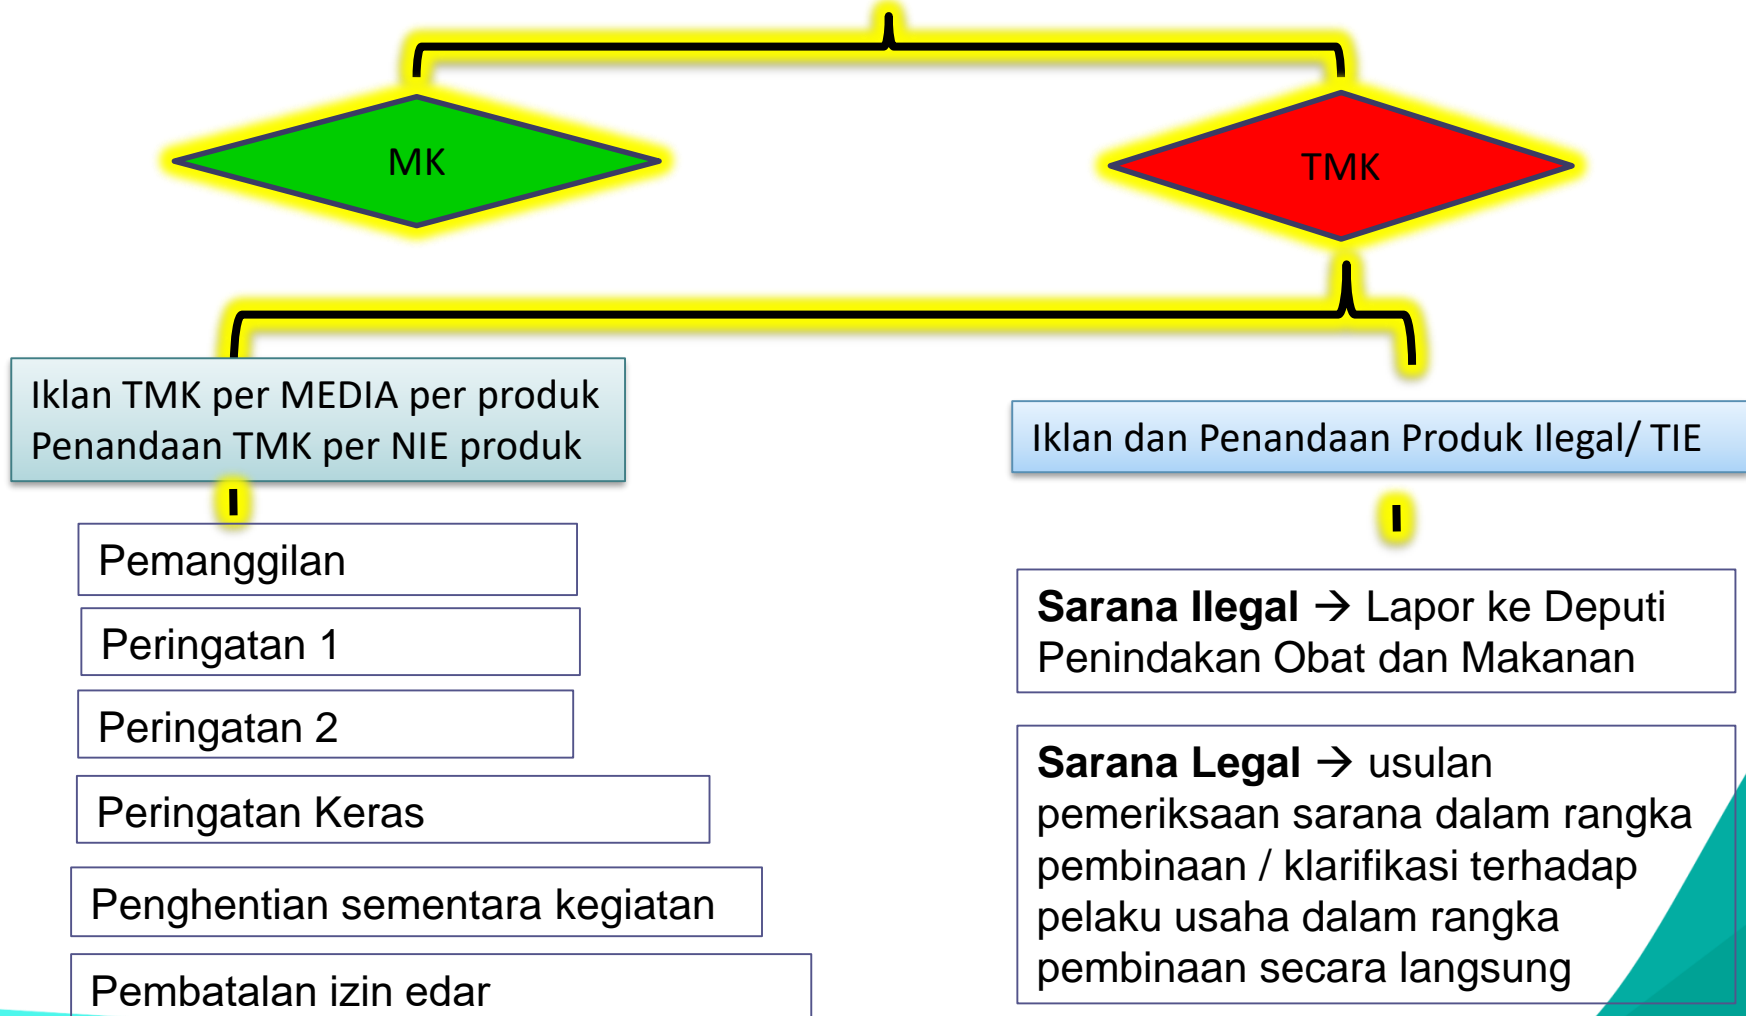 MK
TMK
Iklan TMK per MEDIA per produk
Penandaan TMK per NIE produk
Pemanggilan
Peringatan 1
Peringatan 2
Peringatan Keras
Penghentian sementara kegiatan
Pembatalan izin edar
Iklan dan Penandaan Produk Ilegal/ TIE
Sarana Ilegal → Lapor ke Deputi
Penindakan Obat dan Makanan
Sarana Legal → usulan
pemeriksaan sarana dalam rangka
pembinaan / klarifikasi terhadap
pelaku usaha dalam rangka
pembinaan secara langsung